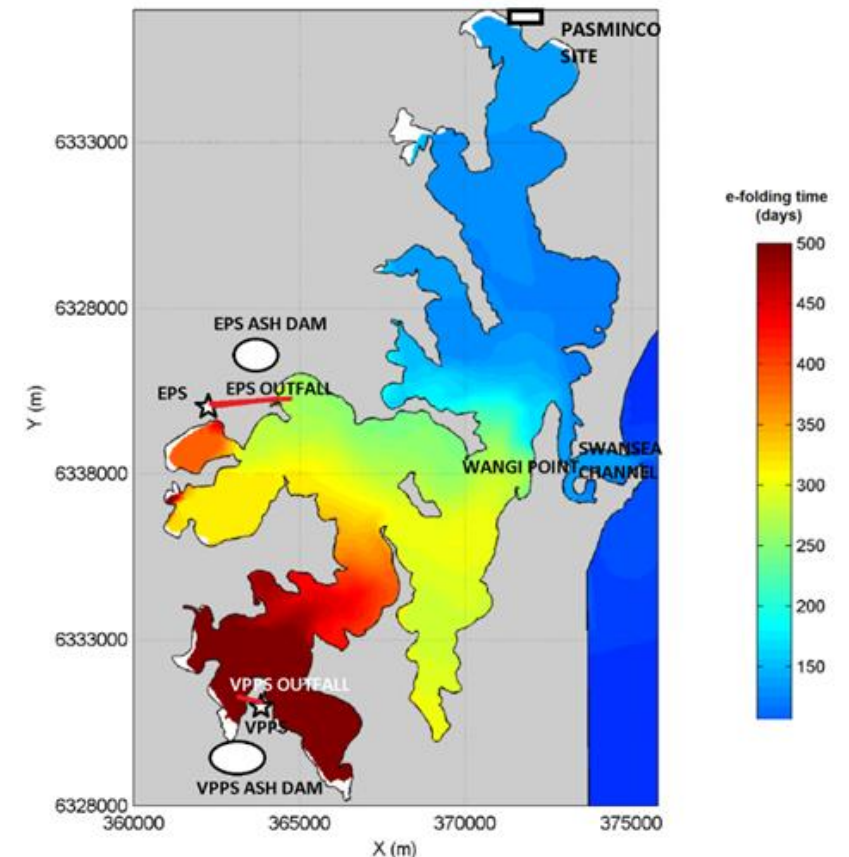 PASMINCO
SITE
6333000
e-folding time
(days)
500
6328000
450
EPS ASH DAM
400
EPS
EPS OUTFALL
Y (m)
350
SWANSEA
6338000
WANGI POINT
CHANNEL
300
250
200
6333000
150
VPPS OUTFALL
VPPS
VPPS ASH DAM
6328000
360000
365000
370000
375000
X (m)